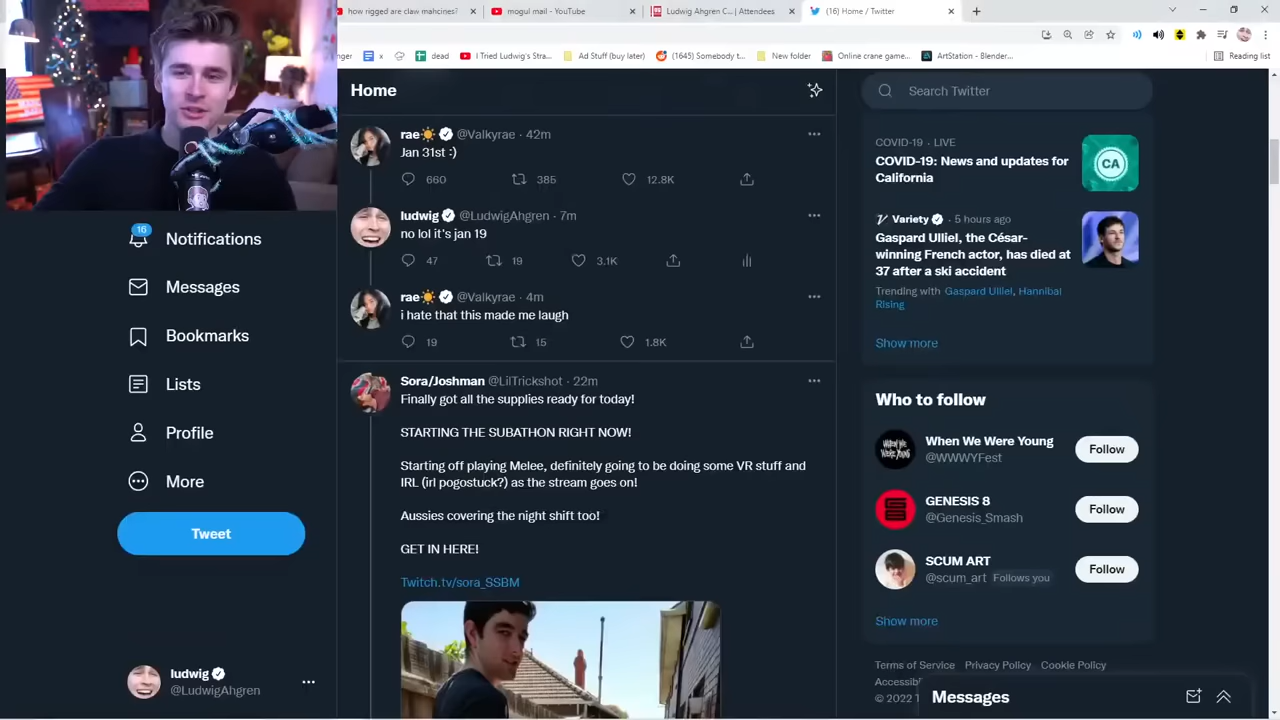 how rigged are claw mahcines?
mogul mail - YouTube
Ludwig Ahgren C... | Attendees
(16) Home / Twitter
nger
x
dead
I Tried Ludwig's Stra...
Ad Stuff (buy later)
(1645) Somebody t...
New folder
Online crane game...
ArtStation - Blender...
Reading list
16
Notifications
Messages
Bookmarks
Lists
Profile
More
Tweet
ludwig
@LudwigAhgren
Home
rae @Valkyrae · 42m
Jan 31st :)
660 385 12.8K
ludwig @LudwigAhgren · 7m
no lol it's jan 19
47 19 3.1K
rae @Valkyrae · 4m
i hate that this made me laugh
19 15 1.8K
Sora/Joshman @LilTrickshot · 22m
Finally got all the supplies ready for today!
STARTING THE SUBATHON RIGHT NOW!
Starting off playing Melee, definitely going to be doing some VR stuff and
IRL (irl pogostuck?) as the stream goes on!
Aussies covering the night shift too!
GET IN HERE!
Twitch.tv/sora_SSBM
Search Twitter
COVID-19 · LIVE
COVID-19: News and updates for
California
CA
Variety · 5 hours ago
Gaspard Ulliel, the César-
winning French actor, has died at
37 after a ski accident
Trending with Gaspard Ulliel, Hannibal
Rising
Show more
Who to follow
WHEN WE WERE YOUNG
When We Were Young
@WWWYFest
Follow
GENESIS 8
@Genesis_Smash
Follow
SCUM ART
@scum_art Follows you
Follow
Show more
Terms of Service Privacy Policy Cookie Policy
Accessibi
© 2022 T
Messages